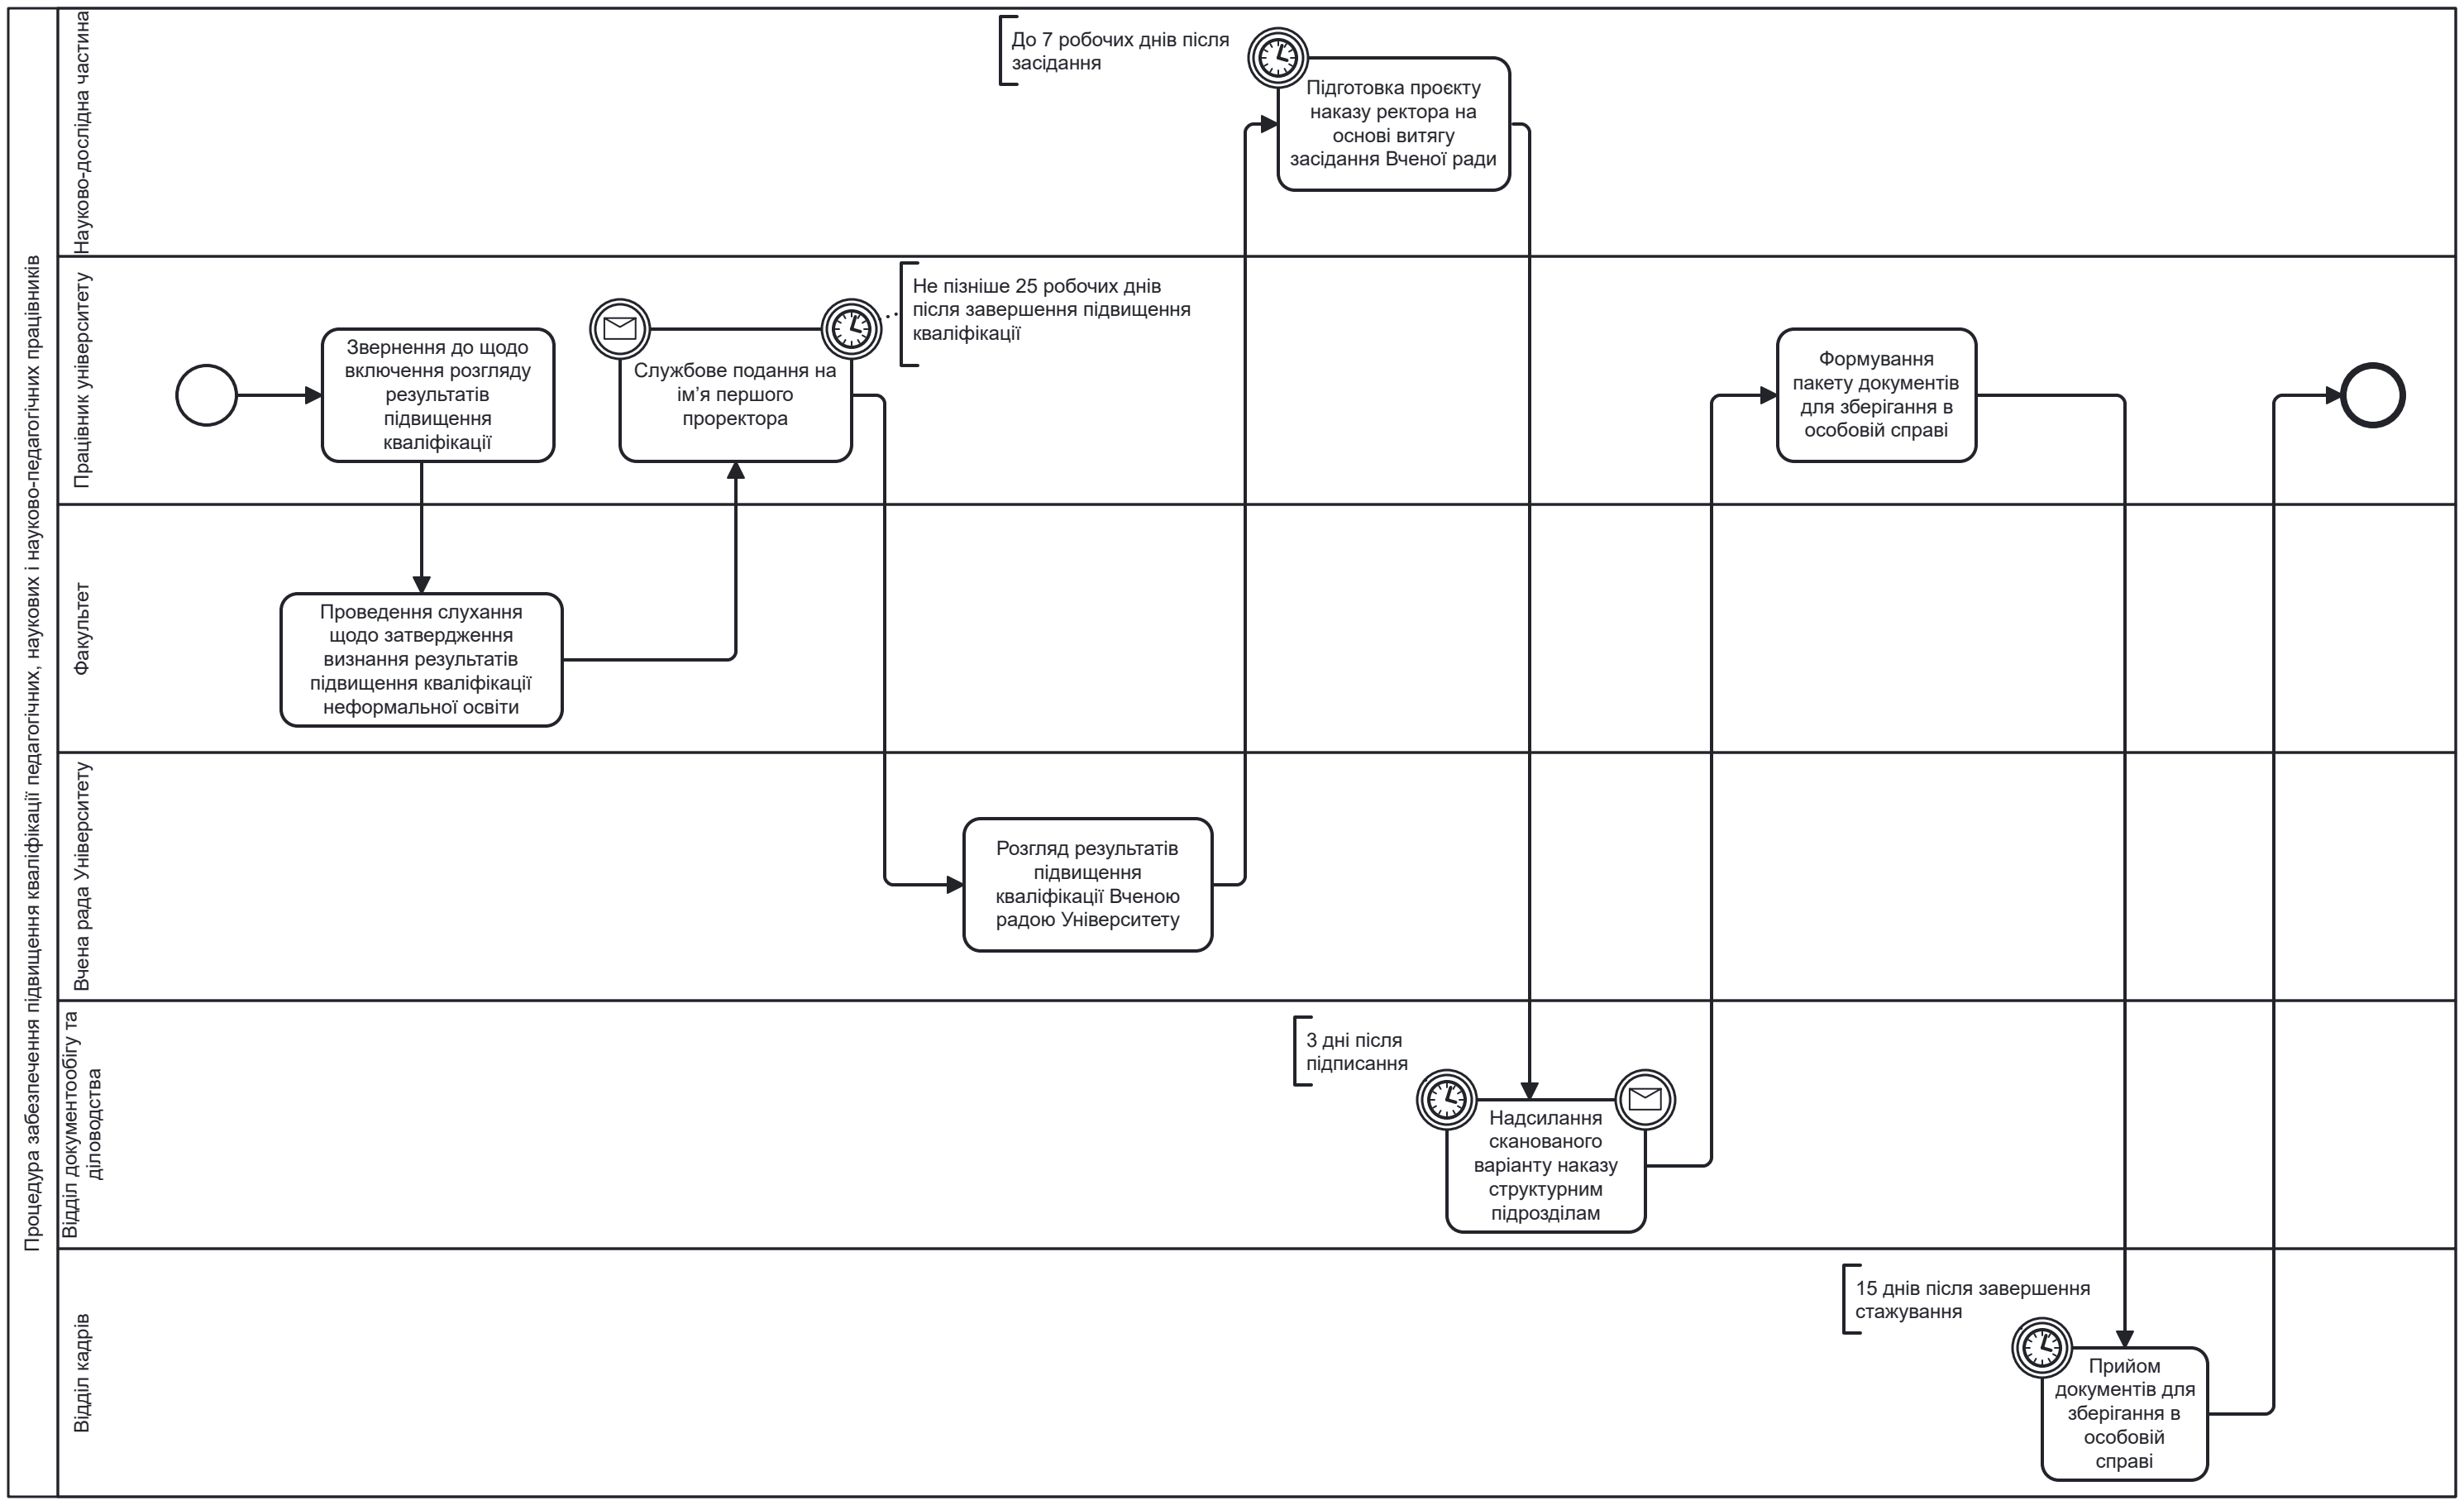 Процедура забезпечення підвищення кваліфікації педагогічних, наукових і науково-педагогічних працівників
Науково-дослідна частина
До 7 робочих днів після
засідання
Підготовка проєкту
наказу ректора на
основі витягу
засідання Вченої ради
Працівник університету
Звернення до щодо
включення розгляду
результатів
підвищення
кваліфікації
Службове подання на
ім’я першого
проректора
Не пізніше 25 робочих днів
після завершення підвищення
кваліфікації
Формування
пакету документів
для зберігання в
особовій справі
Факультет
Проведення слухання
щодо затвердження
визнання результатів
підвищення кваліфікації
неформальної освіти
Вчена рада Університету
Розгляд результатів
підвищення
кваліфікації Вченою
радою Університету
Відділ документообігу та
діловодства
3 дні після
підписання
Надсилання
сканованого
варіанту наказу
структурним
підрозділам
Відділ кадрів
15 днів після завершення
стажування
Прийом
документів для
зберігання в
особовій
справі